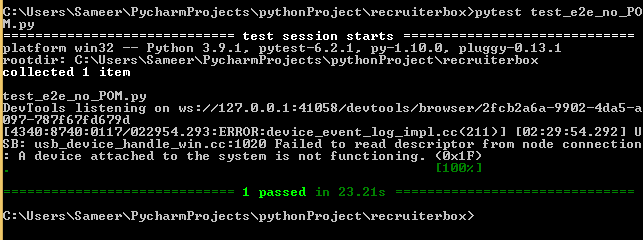 C:\Users\Sameer\PycharmProjects\pythonProject\recruiterbox>pytest test_e2e_no_PO
M.py
============================= test session starts =============================
platform win32 -- Python 3.9.1, pytest-6.2.1, py-1.10.0, pluggy-0.13.1
rootdir: C:\Users\Sameer\PycharmProjects\pythonProject\recruiterbox
collected 1 item
test_e2e_no_POM.py
DevTools listening on ws://127.0.0.1:41058/devtools/browser/2fcb2a6a-9902-4da5-a
097-787f67fd679d
[4340:8740:0117/022954.293:ERROR:device_event_log_impl.cc(211)] [02:29:54.292] U
SB: usb_device_handle_win.cc:1020 Failed to read descriptor from node connection
: A device attached to the system is not functioning. (0x1F)
. [100%]
============================= 1 passed in 23.21s ==============================
C:\Users\Sameer\PycharmProjects\pythonProject\recruiterbox>